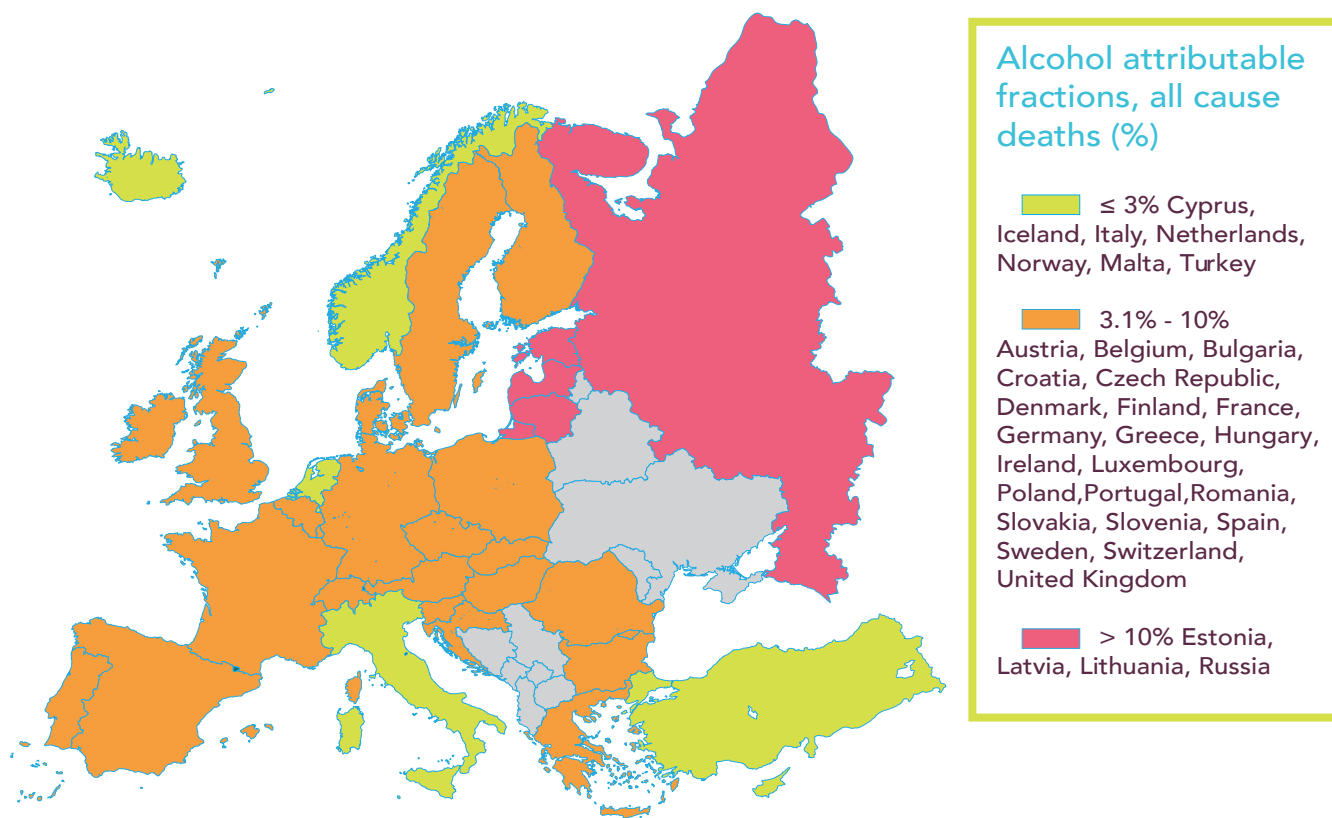 Alcohol attributable
fractions, all cause
deaths (%)
≤ 3% Cyprus,
Iceland, Italy, Netherlands,
Norway, Malta, Turkey
3.1% - 10%
Austria, Belgium, Bulgaria,
Croatia, Czech Republic,
Denmark, Finland, France,
Germany, Greece, Hungary,
Ireland, Luxembourg,
Poland,Portugal,Romania,
Slovakia, Slovenia, Spain,
Sweden, Switzerland,
United Kingdom
> 10% Estonia,
Latvia, Lithuania, Russia